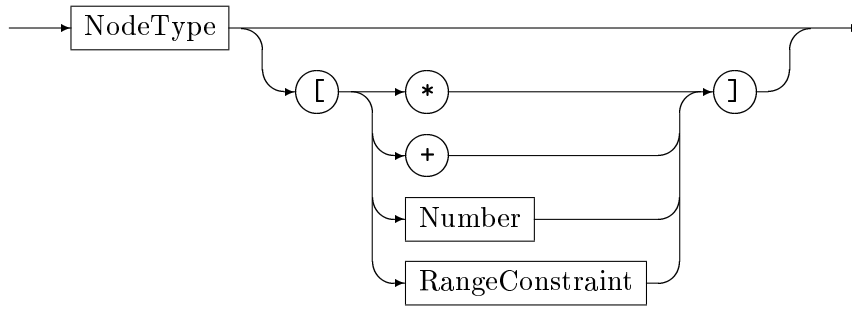 NodeType
[ * ]
+
Number
RangeConstraint